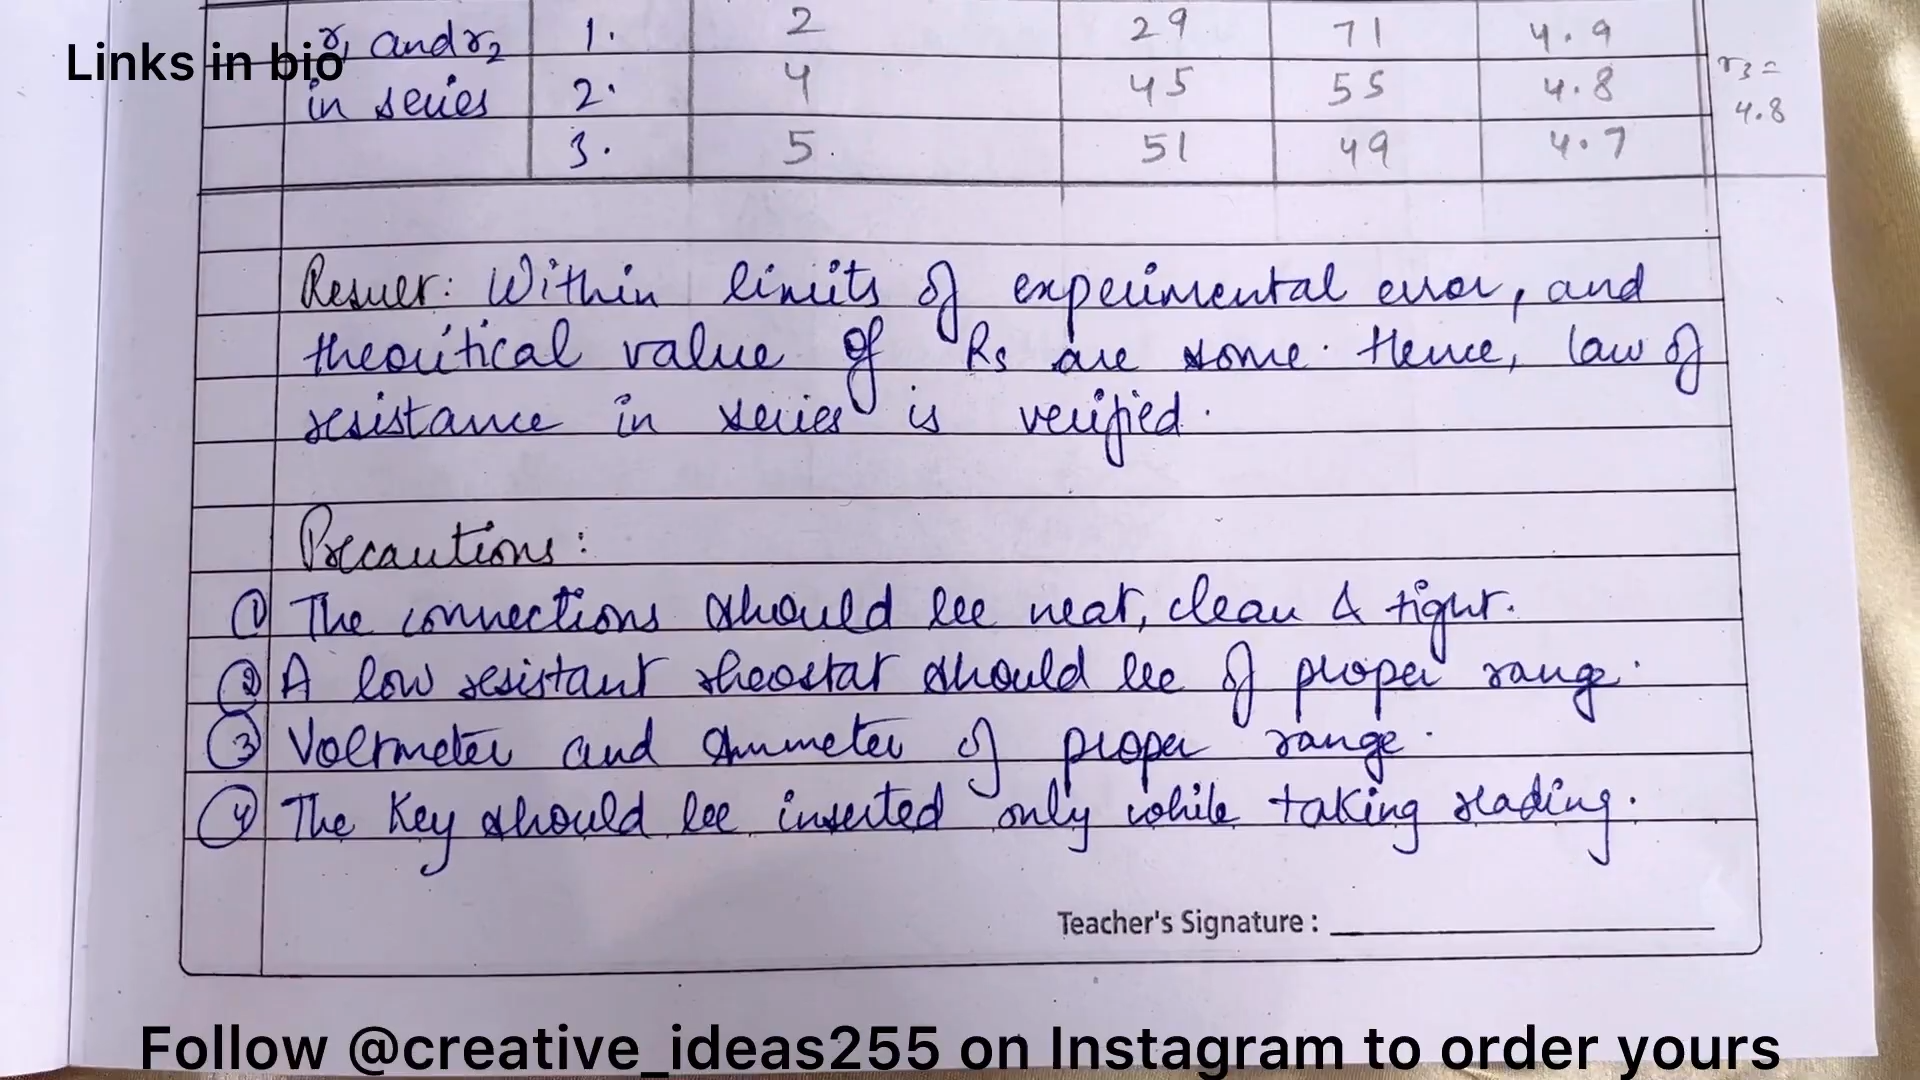 Links in bio
r1 and r2 1. 2 29 71 4.9
in series 2. 4 45 55 4.8 r3 =
4.8
3. 5. 51 49 4.7
Result: Within limits of experimental error, and
theoritical value of Rs are some. Hence, law of
resistance in series is verified.
Precautions:
① The connections should be neat, clean & tight.
② A low resistant rheostat should be of proper range.
③ Voltmeter and Ammeter of proper range.
④ The Key should be inserted only while taking reading.
Teacher's Signature :
Follow @creative_ideas255 on Instagram to order yours